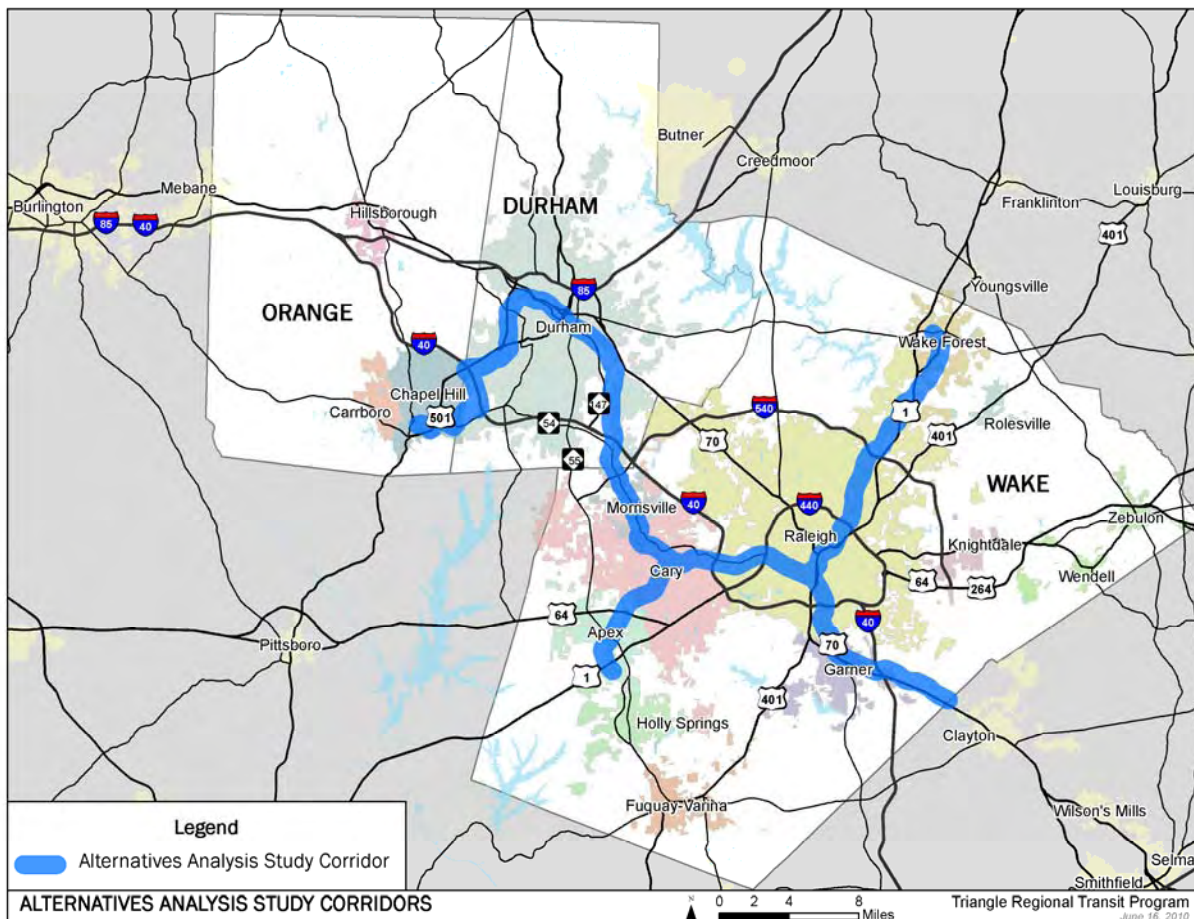 Butner
Creedmoor
Louisburg
Mebane
Burlington
85
40
Hillsborough
DURHAM
Franklinton
401
85
Youngsville
ORANGE
Durham
40
Wake Forest
Chapel Hill
Carrboro
501
147
54
55
540
1
401
Rolesville
70
WAKE
Morrisville
40
440
Raleigh
Zebulon
Knightdale
Cary
64
264
Wendell
64
Apex
40
Pittsboro
70
1
Garner
401
Holly Springs
Clayton
Fuquay-Varina
Wilson's Mills
Selma
Smithfield
Legend
Alternatives Analysis Study Corridor
ALTERNATIVES ANALYSIS STUDY CORRIDORS
N
0 2 4 8
Miles
Triangle Regional Transit Program
June 16, 2010